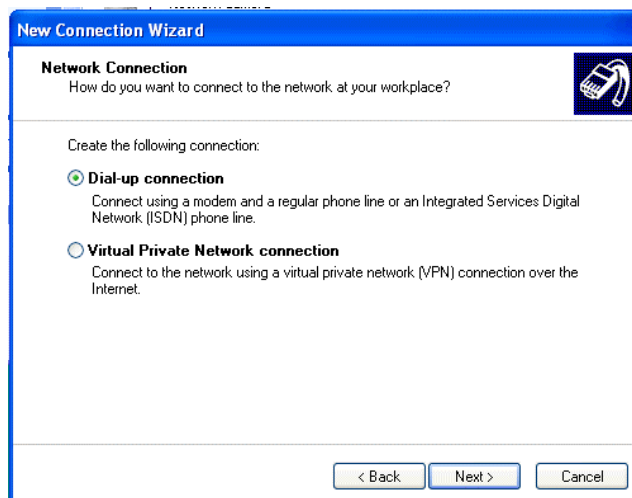 New Connection Wizard
Network Connection
How do you want to connect to the network at your workplace?
Create the following connection:
Dial-up connection
Connect using a modem and a regular phone line or an Integrated Services Digital
Network (ISDN) phone line.
Virtual Private Network connection
Connect to the network using a virtual private network (VPN) connection over the
Internet.
< Back
Next >
Cancel